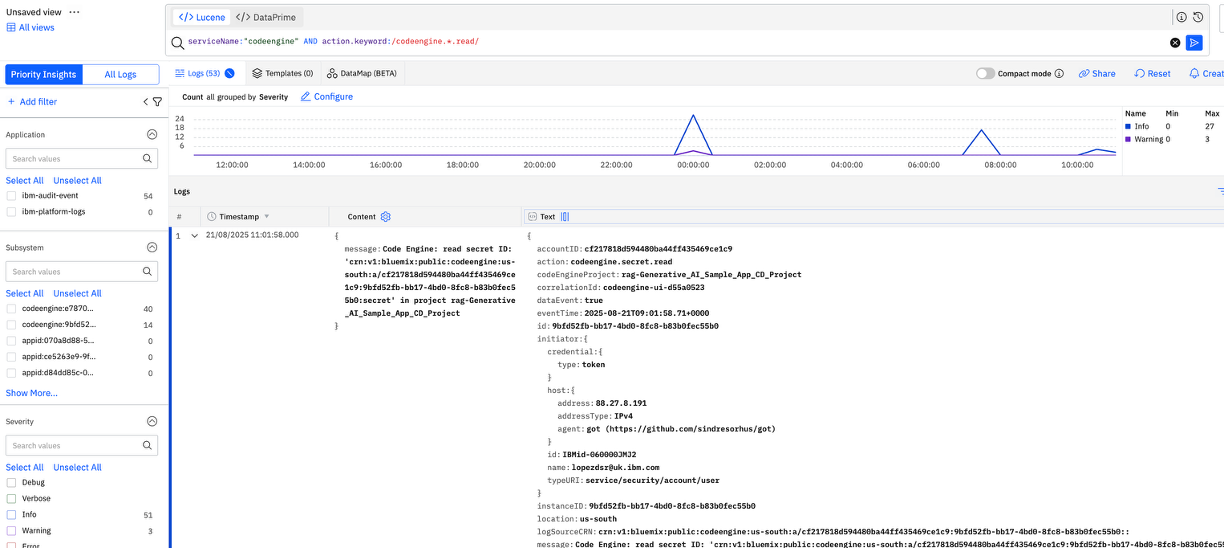 Unsaved view ...
All views
</> Lucene </> DataPrime
serviceName:"codeengine" AND action.keyword:/codeengine.*.read/
Priority Insights All Logs
Logs (53) Templates (0) DataMap (BETA)
Compact mode Share Reset Creat
+ Add filter
Count all grouped by Severity Configure
24
18
12
6
12:00:00 14:00:00 16:00:00 18:00:00 20:00:00 22:00:00 00:00:00 02:00:00 04:00:00 06:00:00 08:00:00 10:00:00
Name Min Max
Info 0 27
Warning 0 3
Application
Search values
Select All Unselect All
ibm-audit-event 54
ibm-platform-logs 0
Subsystem
Search values
Select All Unselect All
codeengine:e7870... 40
codeengine:9bfd52... 14
appid:070a8d88-5... 0
appid:ce5263e9-9f... 0
appid:d84dd85c-0... 0
Show More...
Severity
Search values
Select All Unselect All
Debug
Verbose
Info 51
Warning 3
Error
Logs
# Timestamp Content Text
1 21/08/2025 11:01:58.000
{
message: Code Engine: read secret ID:
'crn:v1:bluemix:public:codeengine:us-
south:a/cf217818d594480ba44ff435469ce
1c9:9bfd52fb-bb17-4bd0-8fc8-b83b0fec5
5b0:secret' in project rag-Generative
_AI_Sample_App_CD_Project
}
{
accountID: cf217818d594480ba44ff435469ce1c9
action: codeengine.secret.read
codeEngineProject: rag-Generative_AI_Sample_App_CD_Project
correlationId: codeengine-ui-d55a0523
dataEvent: true
eventTime: 2025-08-21T09:01:58.71+0000
id: 9bfd52fb-bb17-4bd0-8fc8-b83b0fec55b0
initiator:{
credential:{
type: token
}
host:{
address: 88.27.8.191
addressType: IPv4
agent: got (https://github.com/sindresorhus/got)
}
id: IBMid-060000JMJ2
name: lopezdsr@uk.ibm.com
typeURI: service/security/account/user
}
instanceID: 9bfd52fb-bb17-4bd0-8fc8-b83b0fec55b0
location: us-south
logSourceCRN: crn:v1:bluemix:public:codeengine:us-south:a/cf217818d594480ba44ff435469ce1c9:9bfd52fb-bb17-4bd0-8fc8-b83b0fec55b0::
message: Code Engine: read secret ID: 'crn:v1:bluemix:public:codeengine:us-south:a/cf217818d594480ba44ff435469ce1c9:9bfd52fb-bb17-4bd0-8fc8-b83b0fec55